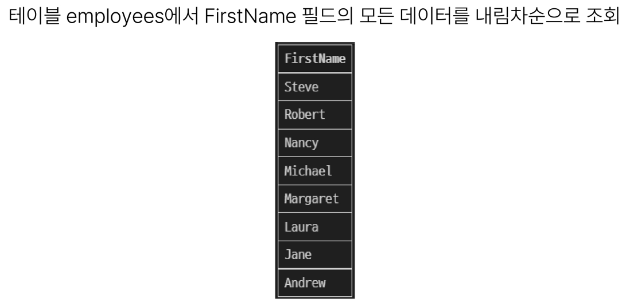 테이블 employees에서 FirstName 필드의 모든 데이터를 내림차순으로 조회
FirstName
Steve
Robert
Nancy
Michael
Margaret
Laura
Jane
Andrew